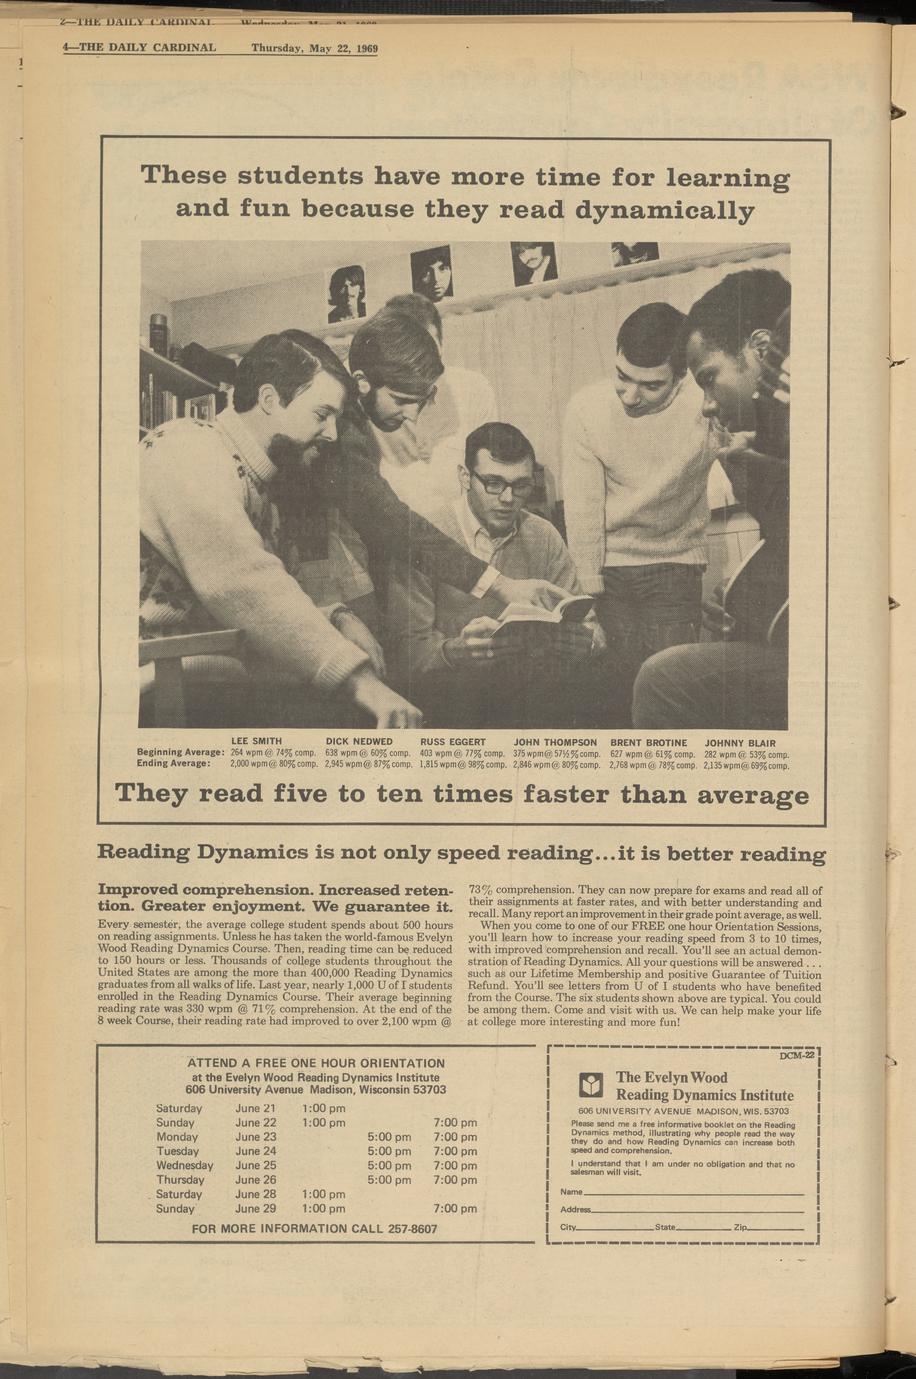 2—THE DAILY CARDINAL Wednesday, May 21, 1969
4—THE DAILY CARDINAL Thursday, May 22, 1969
These students have more time for learning
and fun because they read dynamically
LEE SMITH DICK NEDWED RUSS EGGERT JOHN THOMPSON BRENT BROTINE JOHNNY BLAIR
Beginning Average: 264 wpm @ 74% comp. 638 wpm @ 60% comp. 403 wpm @ 77% comp. 375 wpm @ 57½% comp. 627 wpm @ 61% comp. 282 wpm @ 53% comp.
Ending Average: 2,000 wpm @ 80% comp. 2,945 wpm @ 87% comp. 1,815 wpm @ 98% comp. 2,846 wpm @ 80% comp. 2,768 wpm @ 78% comp. 2,135 wpm @ 69% comp.
They read five to ten times faster than average
Reading Dynamics is not only speed reading...it is better reading
Improved comprehension. Increased reten-
tion. Greater enjoyment. We guarantee it.
Every semester, the average college student spends about 500 hours
on reading assignments. Unless he has taken the world-famous Evelyn
Wood Reading Dynamics Course. Then, reading time can be reduced
to 150 hours or less. Thousands of college students throughout the
United States are among the more than 400,000 Reading Dynamics
graduates from all walks of life. Last year, nearly 1,000 U of I students
enrolled in the Reading Dynamics Course. Their average beginning
reading rate was 330 wpm @ 71% comprehension. At the end of the
8 week Course, their reading rate had improved to over 2,100 wpm @
73% comprehension. They can now prepare for exams and read all of
their assignments at faster rates, and with better understanding and
recall. Many report an improvement in their grade point average, as well.
When you come to one of our FREE one hour Orientation Sessions,
you'll learn how to increase your reading speed from 3 to 10 times,
with improved comprehension and recall. You'll see an actual demon-
stration of Reading Dynamics. All your questions will be answered . . .
such as our Lifetime Membership and positive Guarantee of Tuition
Refund. You'll see letters from U of I students who have benefited
from the Course. The six students shown above are typical. You could
be among them. Come and visit with us. We can help make your life
at college more interesting and more fun!
ATTEND A FREE ONE HOUR ORIENTATION
at the Evelyn Wood Reading Dynamics Institute
606 University Avenue Madison, Wisconsin 53703
Saturday June 21 1:00 pm
Sunday June 22 1:00 pm 7:00 pm
Monday June 23 5:00 pm 7:00 pm
Tuesday June 24 5:00 pm 7:00 pm
Wednesday June 25 5:00 pm 7:00 pm
Thursday June 26 5:00 pm 7:00 pm
Saturday June 28 1:00 pm
Sunday June 29 1:00 pm 7:00 pm
FOR MORE INFORMATION CALL 257-8607
DCM-22
The Evelyn Wood
Reading Dynamics Institute
606 UNIVERSITY AVENUE MADISON, WIS. 53703
Please send me a free informative booklet on the Reading
Dynamics method, illustrating why people read the way
they do and how Reading Dynamics can increase both
speed and comprehension.
I understand that I am under no obligation and that no
salesman will visit.
Name
Address
City State Zip